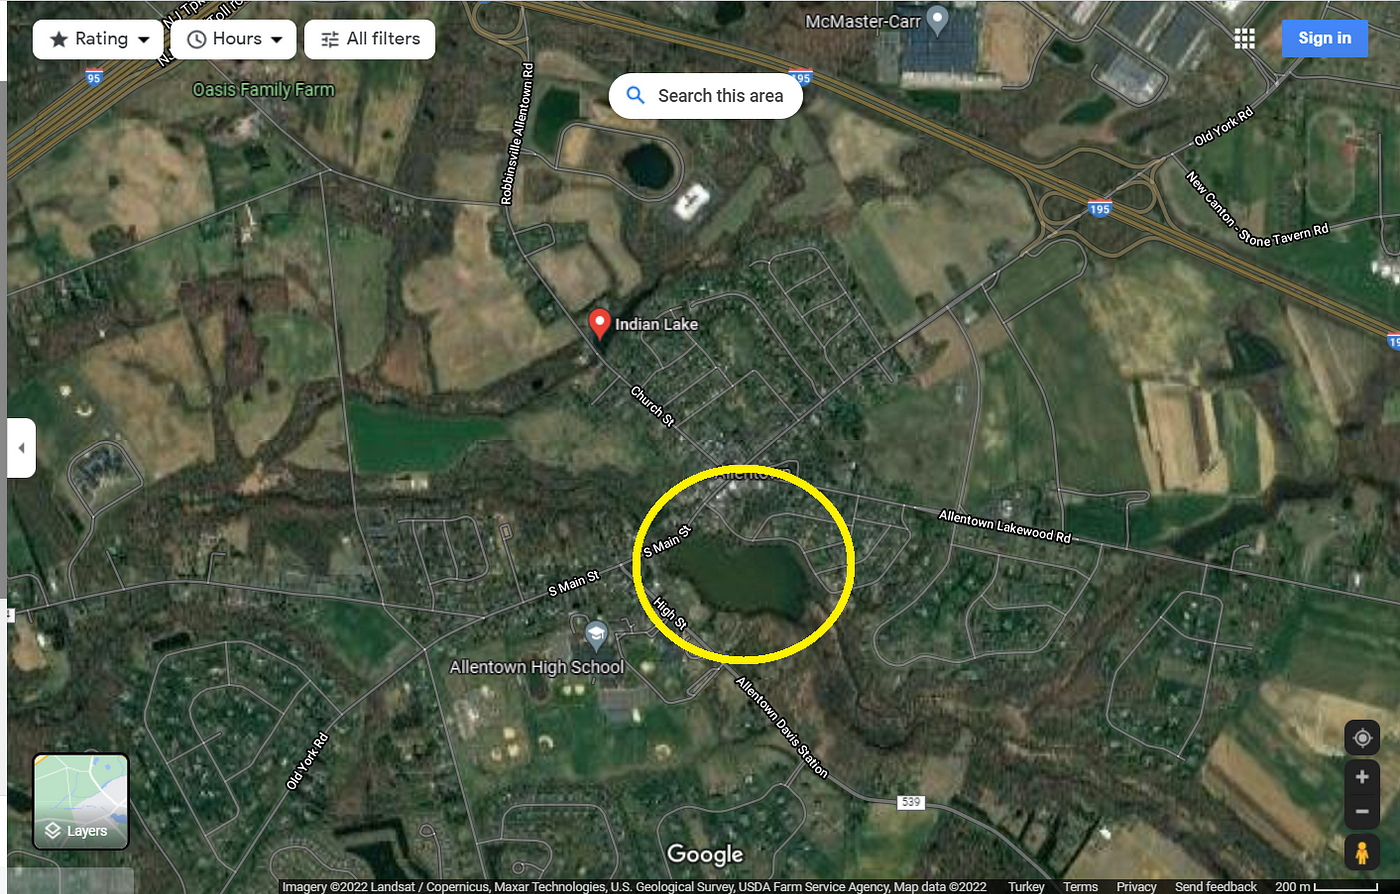 NJ Tpk
Toll ro
Rating
Hours
All filters
McMaster-Carr
Sign in
95
Oasis Family Farm
195
Search this area
Robbinsville Allentown Rd
Old York Rd
New Canton - Stone Tavern Rd
195
Indian Lake
19
Church St
Allentown
Allentown Lakewood Rd
S Main St
S Main St
High St
Allentown High School
Allentown Davis Station
Old York Rd
539
Layers
Google
Imagery ©2022 Landsat / Copernicus, Maxar Technologies, U.S. Geological Survey, USDA Farm Service Agency, Map data ©2022 Turkey Terms Privacy Send feedback 200 m